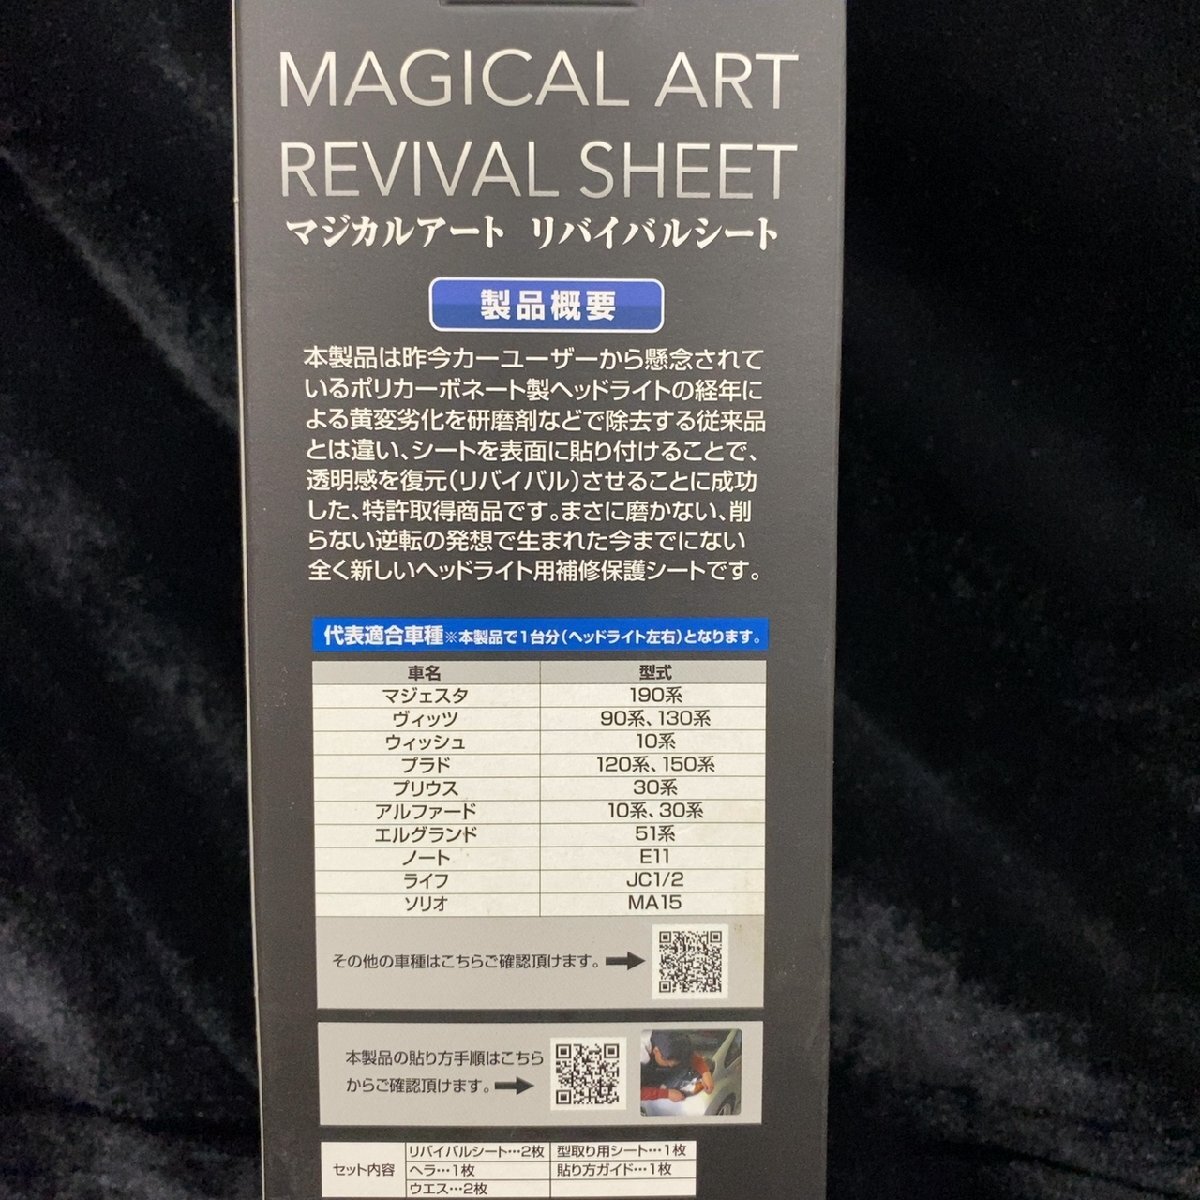 MAGICAL ART
REVIVAL SHEET
マジカルアート リバイバルシート
製品概要
本製品は昨今カーユーザーから懸念されて
いるポリカーボネート製ヘッドライトの経年に
よる黄変劣化を研磨剤などで除去する従来品
とは違い、シートを表面に貼り付けることで、
透明感を復元(リバイバル)させることに成功
した、特許取得商品です。まさに磨かない、削
らない逆転の発想で生まれた今までにない
全く新しいヘッドライト用補修保護シートです。
代表適合車種 ※本製品で1台分(ヘッドライト左右)となります。
車名 型式
マジェスタ 190系
ヴィッツ 90系、130系
ウィッシュ 10系
プラド 120系、150系
プリウス 30系
アルファード 10系、30系
エルグランド 51系
ノート E11
ライフ JC1/2
ソリオ MA15
その他の車種はこちらご確認頂けます。
本製品の貼り方手順はこちら
からご確認頂けます。
セット内容
リバイバルシート…2枚 型取り用シート…1枚
ヘラ…1枚 貼り方ガイド…1枚
ウエス…2枚